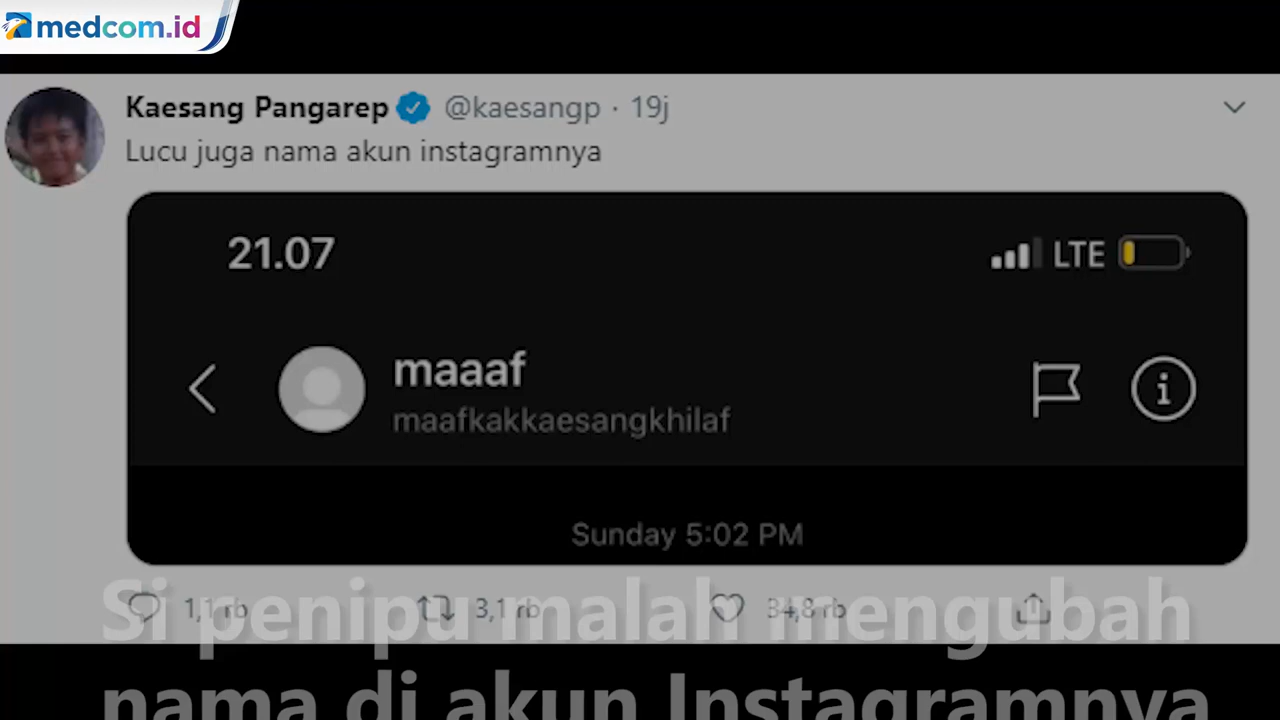 medcom.id
Kaesang Pangarep @kaesangp · 19j
Lucu juga nama akun instagramnya
21.07 LTE
maaaf
maafkakkaesangkhilaf
Sunday 5:02 PM
1,1 rb 3,1 rb 34,8 rb
Si penipu malah mengubah
nama di akun Instagramnya